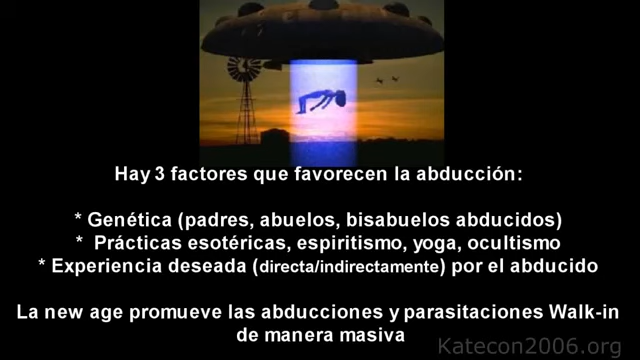 Hay 3 factores que favorecen la abducción:
* Genética (padres, abuelos, bisabuelos abducidos)
* Prácticas esotéricas, espiritismo, yoga, ocultismo
* Experiencia deseada (directa/indirectamente) por el abducido
La new age promueve las abducciones y parasitaciones Walk-in
de manera masiva
Katecon2006.org